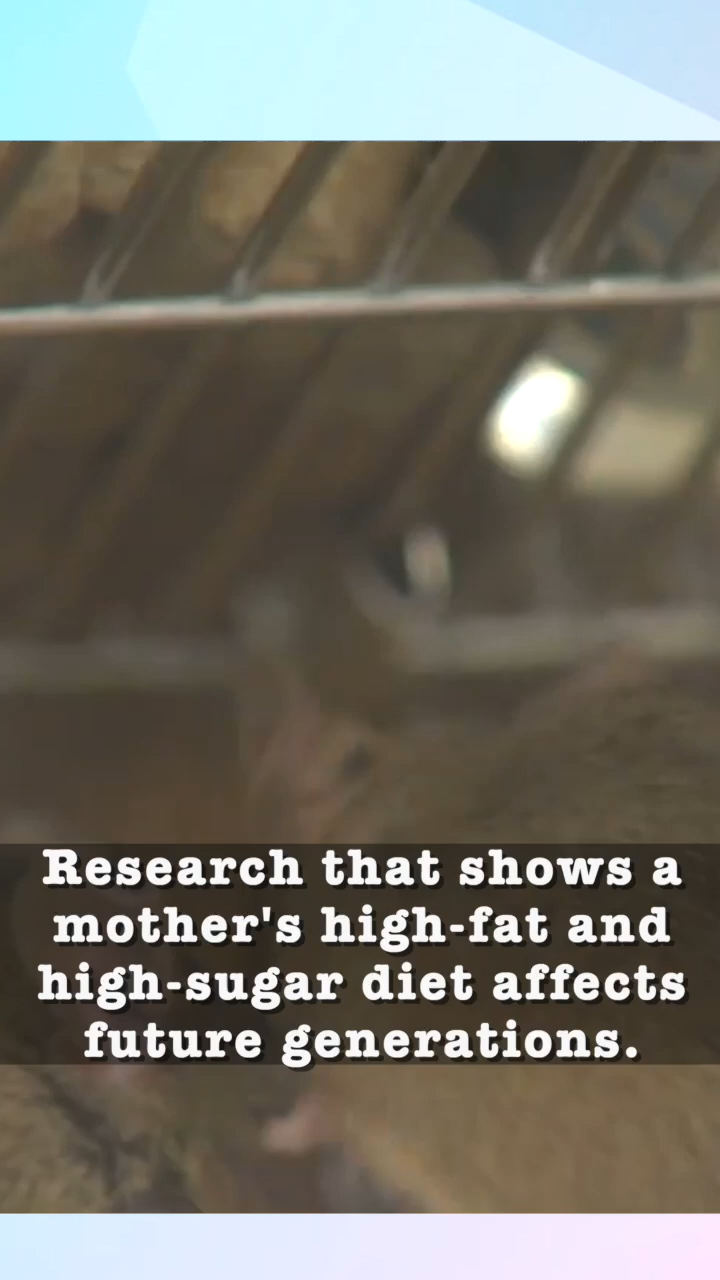 Research that shows a
mother's high-fat and
high-sugar diet affects
future generations.